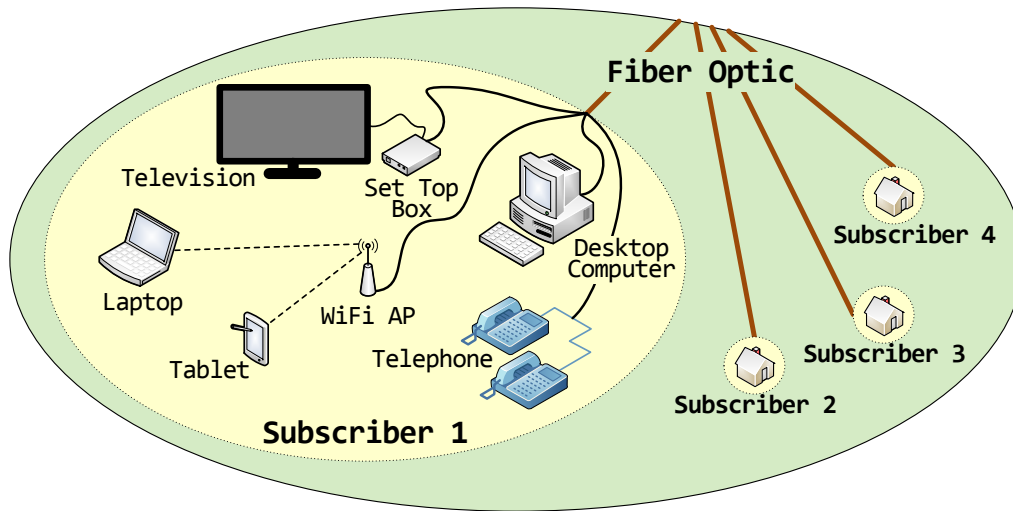 Fiber Optic
Television
Set Top
Box
Desktop
Computer
Laptop
WiFi AP
Tablet
Telephone
Subscriber 1
Subscriber 4
Subscriber 3
Subscriber 2